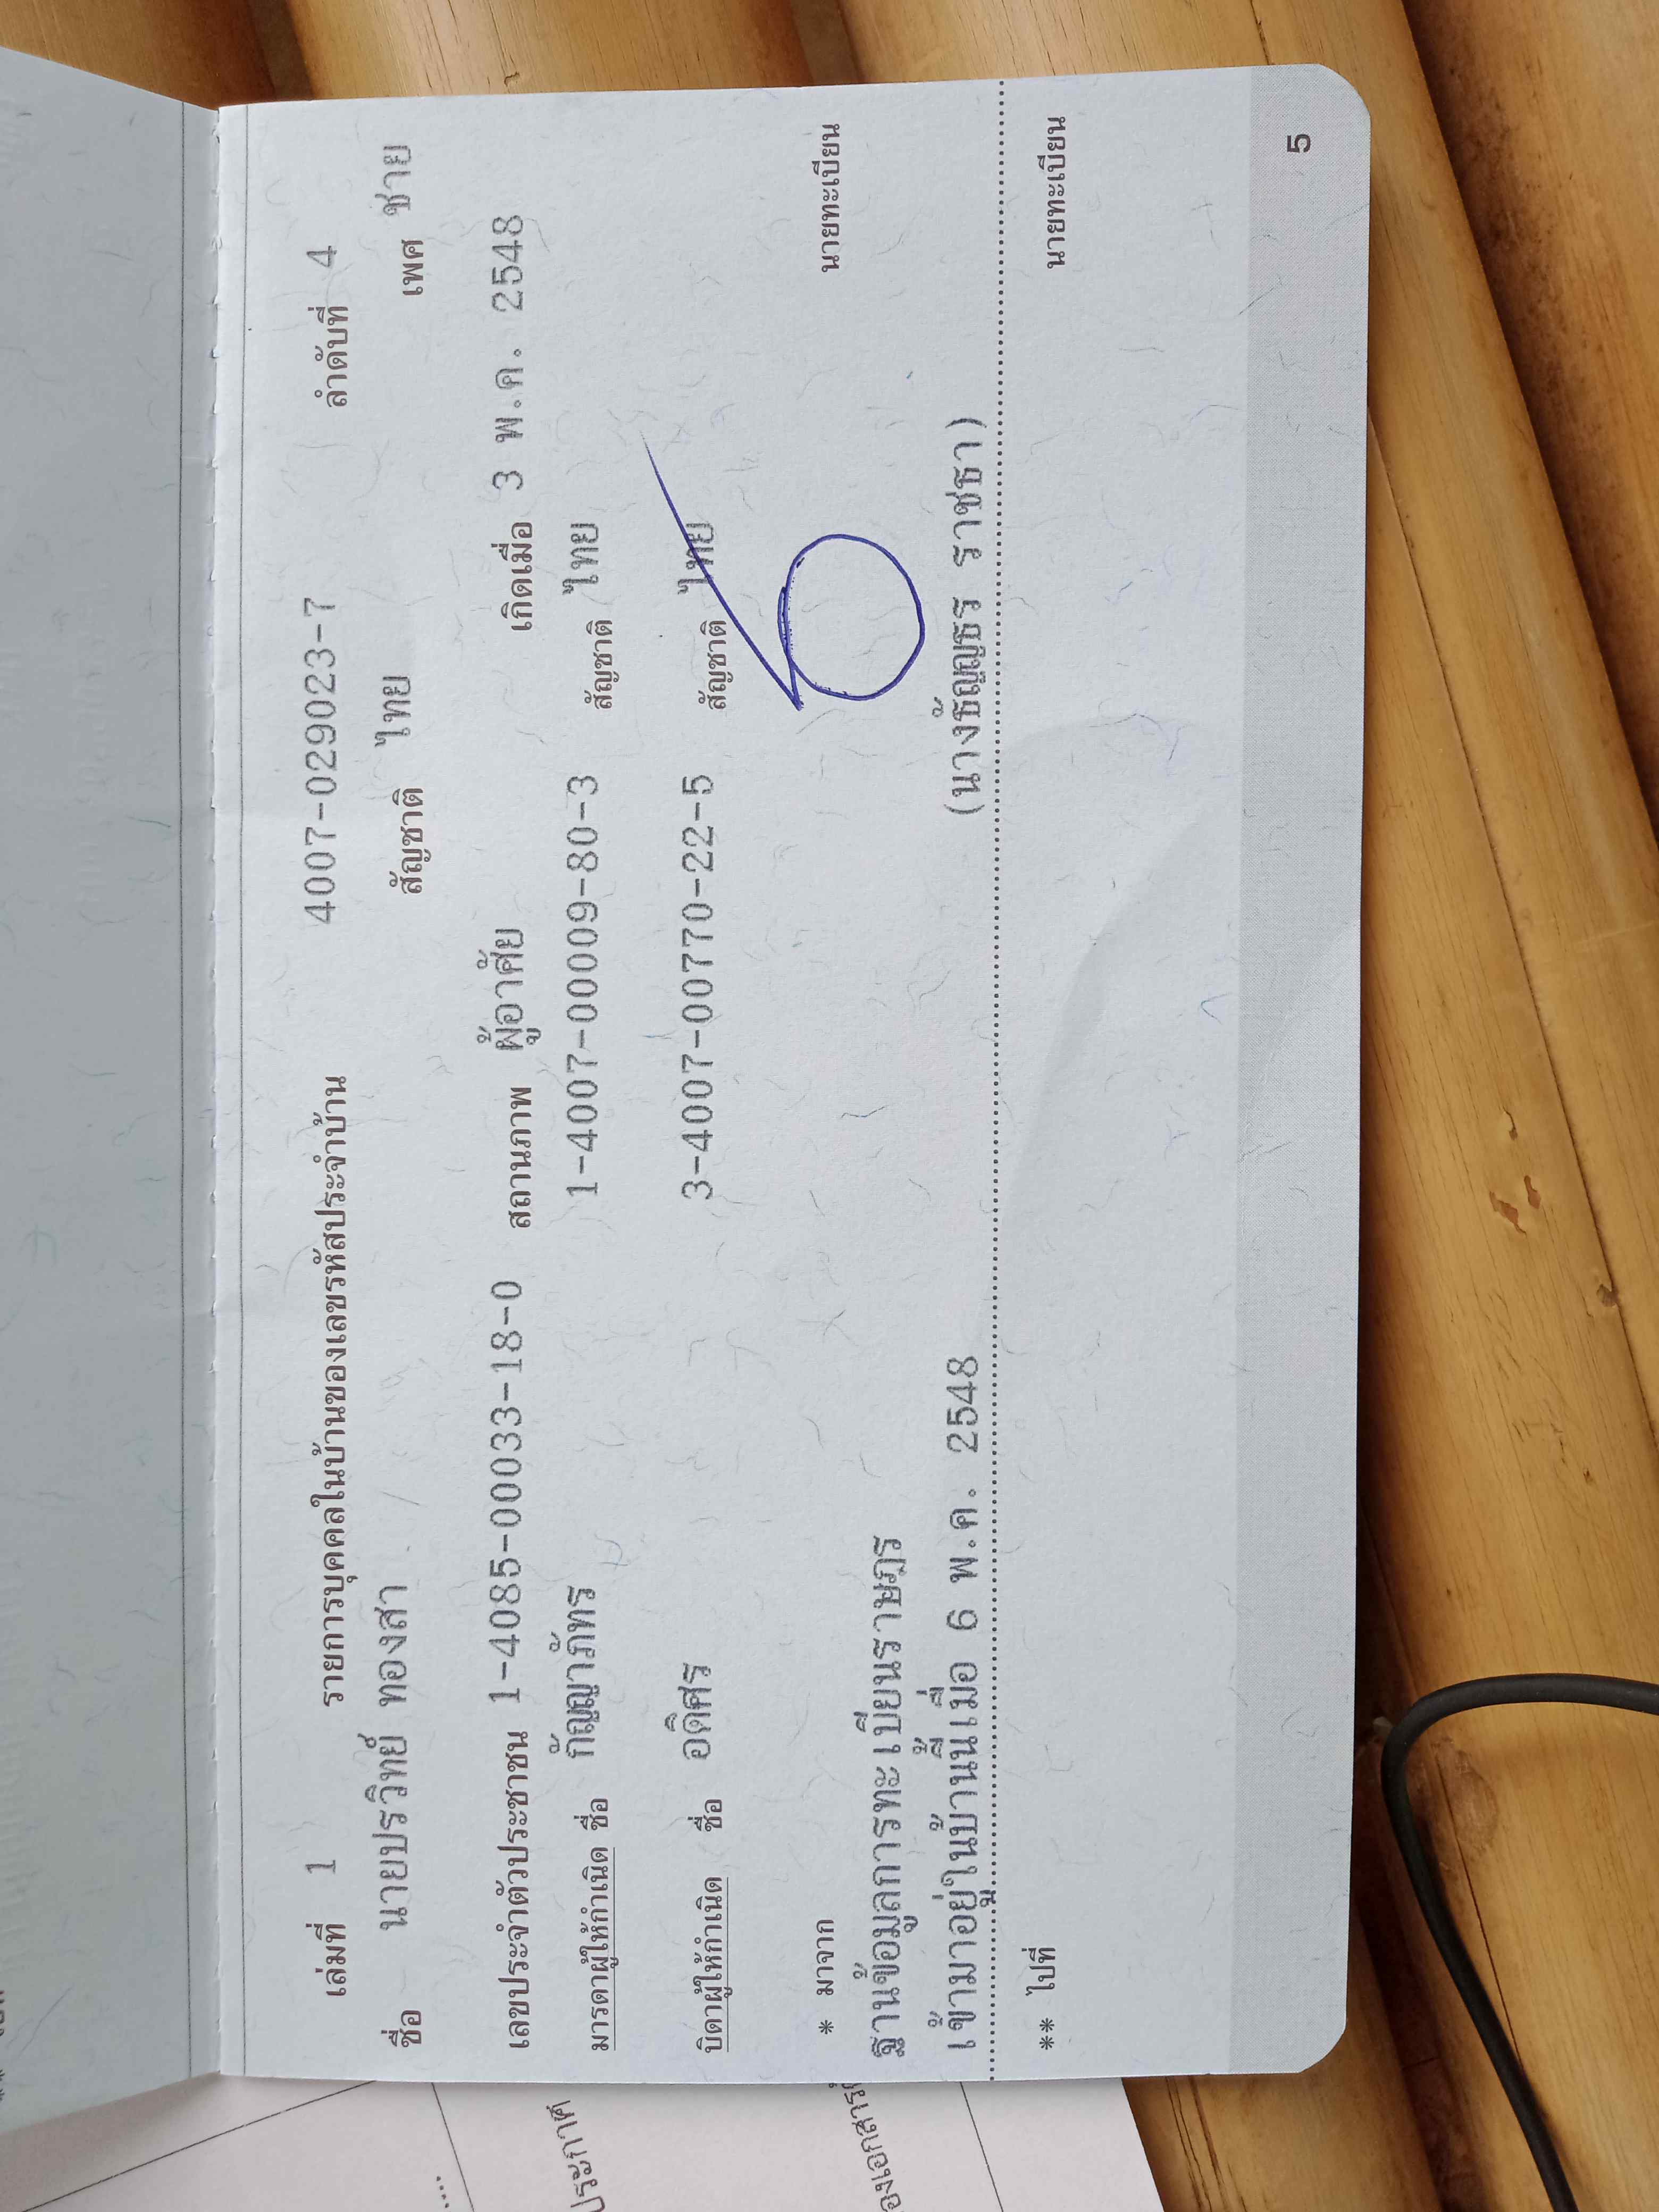 เล่มที่ 1 รายการบุคคลในบ้านของเลขรหัสประจำบ้าน 4007-029023-7 ลำดับที่ 4
ชื่อ นายปรวิทย์ ทองสา สัญชาติ ไทย เพศ ชาย
เลขประจำตัวประชาชน 1-4085-00033-18-0 สถานภาพ ผู้อาศัย เกิดเมื่อ 3 พ.ค. 2548
มารดาผู้ให้กำเนิด ชื่อ กัญญาภัทร 1-4007-00009-80-3 สัญชาติ ไทย
บิดาผู้ให้กำเนิด ชื่อ อดิศร 3-4007-00770-22-5 สัญชาติ ไทย
* มาจาก นายทะเบียน
ฐานข้อมูลการทะเบียนราษฎร
เข้ามาอยู่ในบ้านนี้เมื่อ 6 พ.ค. 2548 (นางธัญญธร ราชธา)
** ไปที่ นายทะเบียน
5
ประกาศ